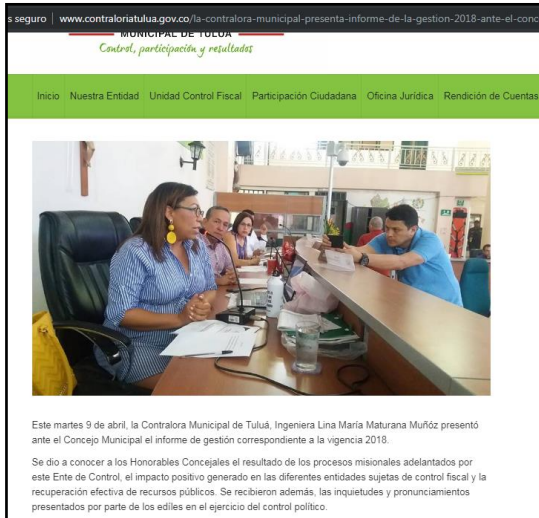 s seguro | www.contraloriatulua.gov.co/la-contralora-municipal-presenta-informe-de-la-gestion-2018-ante-el-conc
MUNICIPAL DE TULUA
Control, participación y resultados
Inicio Nuestra Entidad Unidad Control Fiscal Participación Ciudadana Oficina Jurídica Rendición de Cuentas
Este martes 9 de abril, la Contralora Municipal de Tuluá, Ingeniera Lina María Maturana Muñóz presentó
ante el Concejo Municipal el informe de gestión correspondiente a la vigencia 2018.
Se dio a conocer a los Honorables Concejales el resultado de los procesos misionales adelantados por
este Ente de Control, el impacto positivo generado en las diferentes entidades sujetas de control fiscal y la
recuperación efectiva de recursos públicos. Se recibieron además, las inquietudes y pronunciamientos
presentados por parte de los edíles en el ejercicio del control político.